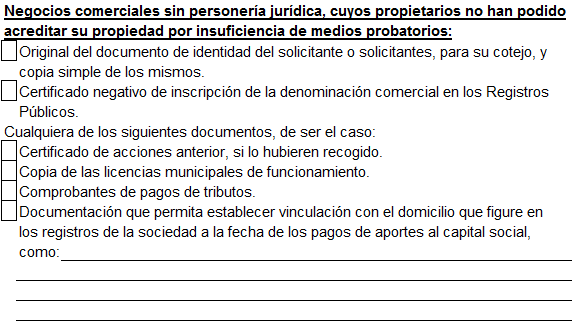 Negocios comerciales sin personería jurídica, cuyos propietarios no han podido
acreditar su propiedad por insuficiencia de medios probatorios:
Original del documento de identidad del solicitante o solicitantes, para su cotejo, y
copia simple de los mismos.
Certificado negativo de inscripción de la denominación comercial en los Registros
Públicos.
Cualquiera de los siguientes documentos, de ser el caso:
Certificado de acciones anterior, si lo hubieren recogido.
Copia de las licencias municipales de funcionamiento.
Comprobantes de pagos de tributos.
Documentación que permita establecer vinculación con el domicilio que figure en
los registros de la sociedad a la fecha de los pagos de aportes al capital social,
como: